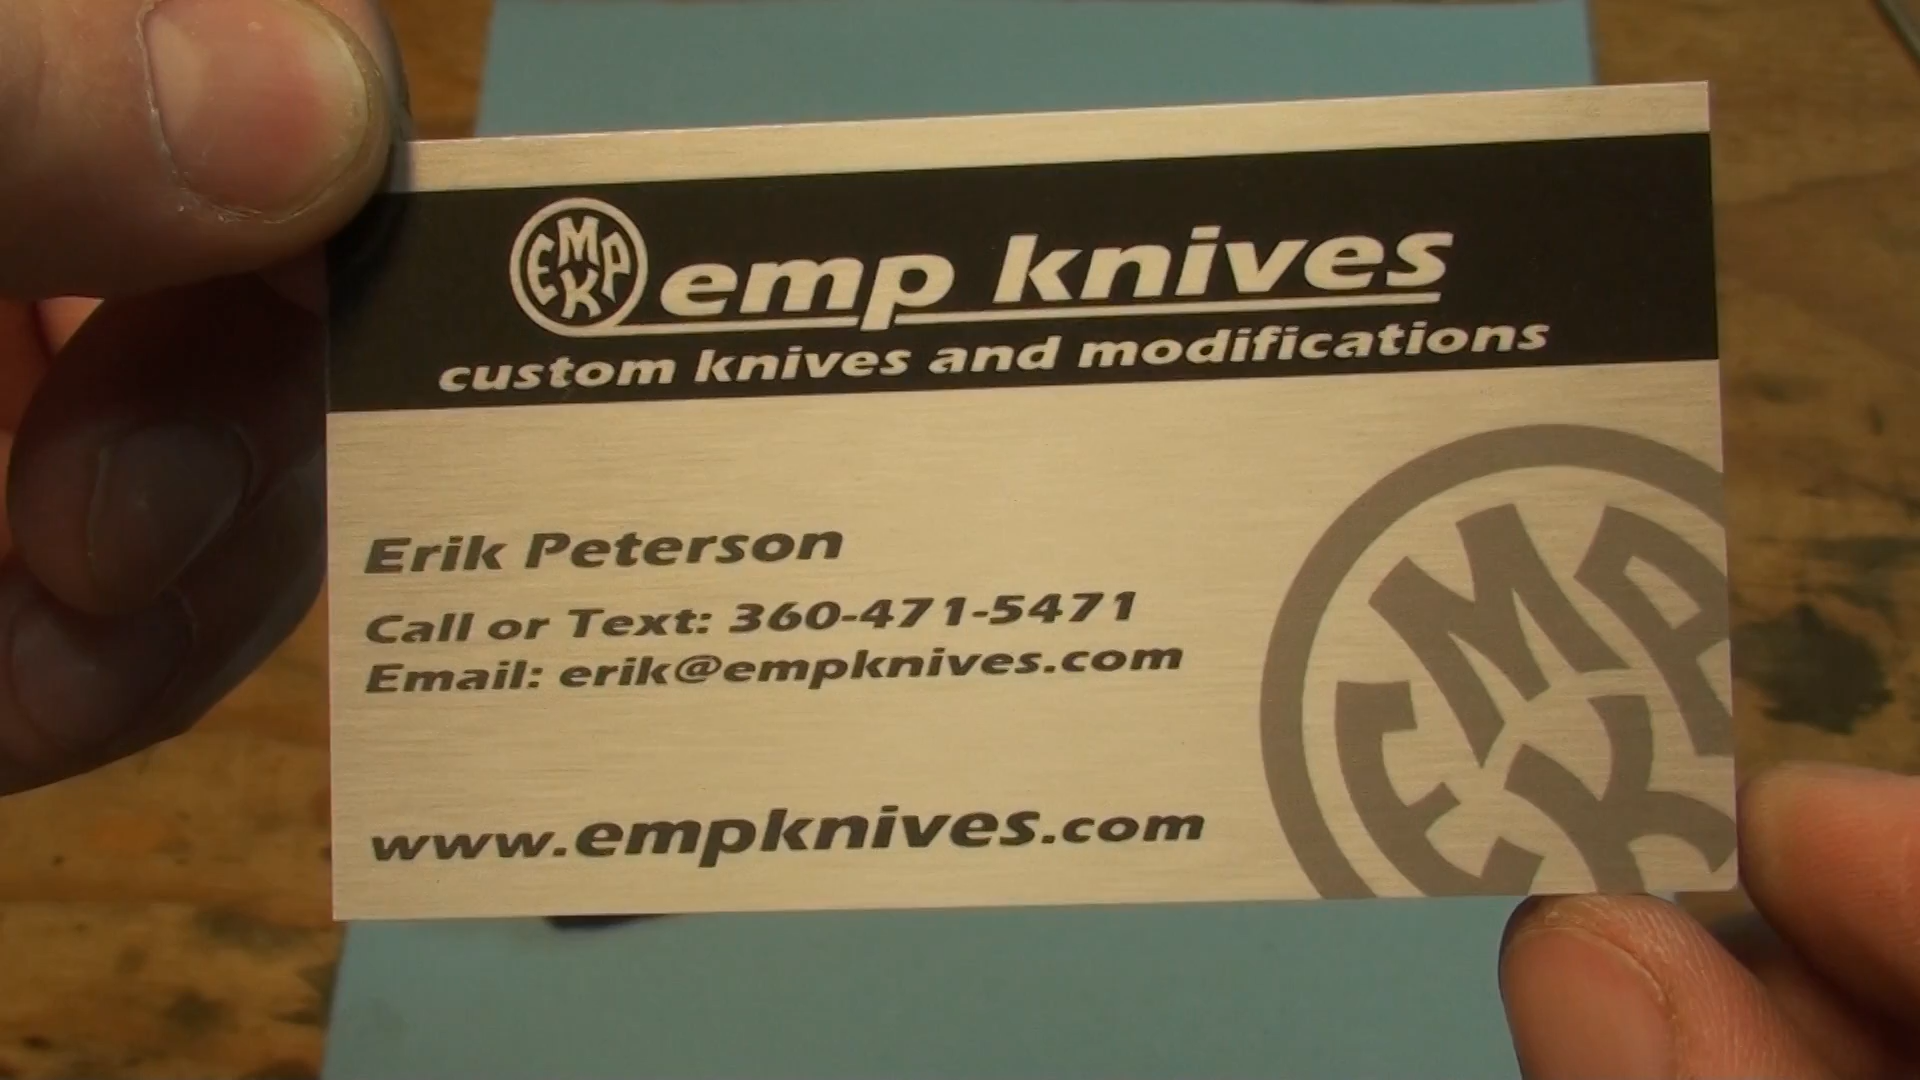 EMPK emp knives
custom knives and modifications
Erik Peterson
Call or Text: 360-471-5471
Email: erik@empknives.com
www.empknives.com
EMPK